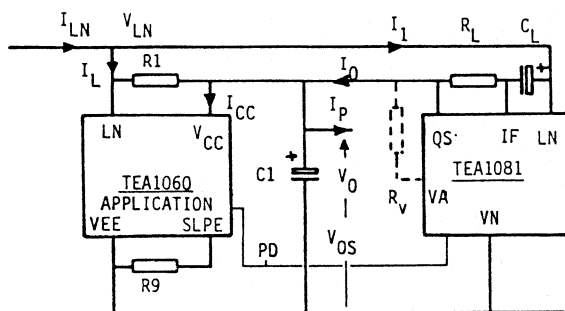 I_LN V_LN I_1 R_L C_L
+
I_L R1 I_O
I_CC I_P
LN V_CC QS IF LN
+
TEA1060 C1 V_O TEA1081
APPLICATION R_V VA
VEE SLPE VN
V_OS
PD
R9